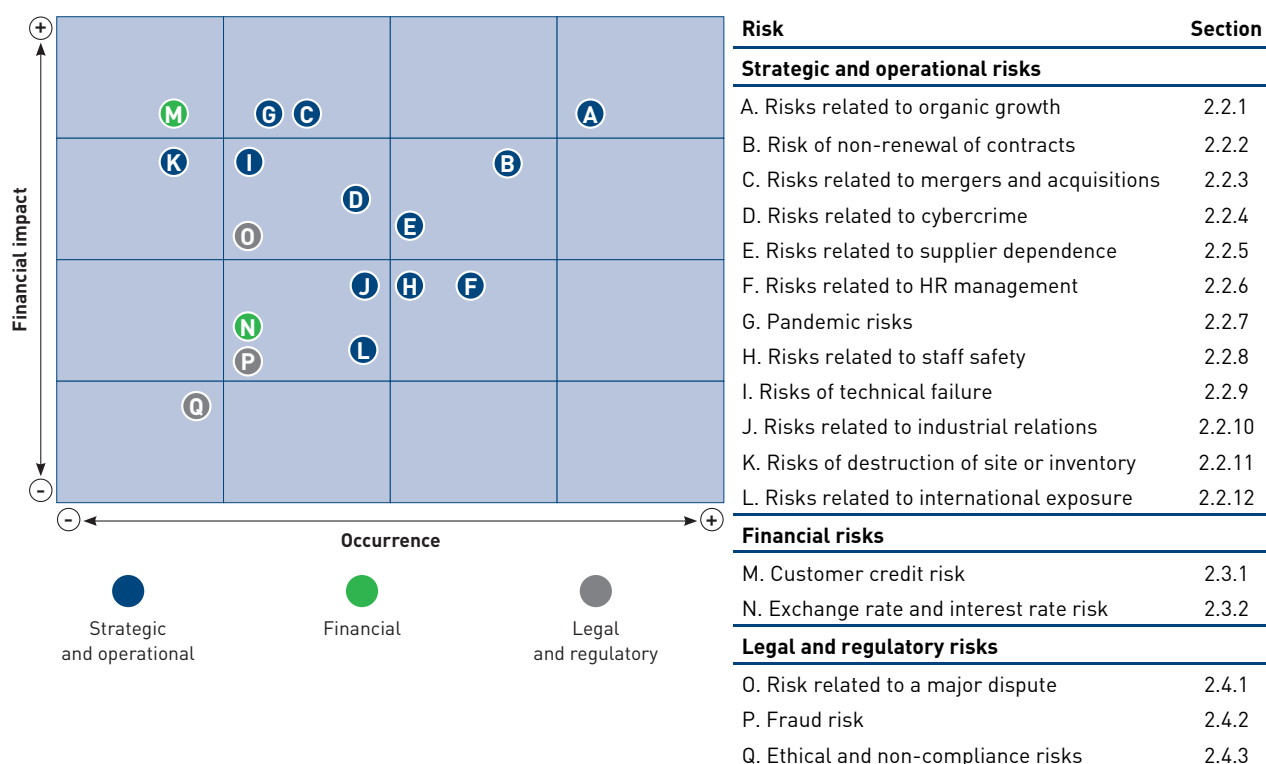 +
M
G
C
A
K
I
B
D
E
O
J
H
F
N
P
L
Q
Financial impact
-
-
+
Occurrence
Strategic
and operational
Financial
Legal
and regulatory
Risk Section
Strategic and operational risks
A. Risks related to organic growth 2.2.1
B. Risk of non-renewal of contracts 2.2.2
C. Risks related to mergers and acquisitions 2.2.3
D. Risks related to cybercrime 2.2.4
E. Risks related to supplier dependence 2.2.5
F. Risks related to HR management 2.2.6
G. Pandemic risks 2.2.7
H. Risks related to staff safety 2.2.8
I. Risks of technical failure 2.2.9
J. Risks related to industrial relations 2.2.10
K. Risks of destruction of site or inventory 2.2.11
L. Risks related to international exposure 2.2.12
Financial risks
M. Customer credit risk 2.3.1
N. Exchange rate and interest rate risk 2.3.2
Legal and regulatory risks
O. Risk related to a major dispute 2.4.1
P. Fraud risk 2.4.2
Q. Ethical and non-compliance risks 2.4.3